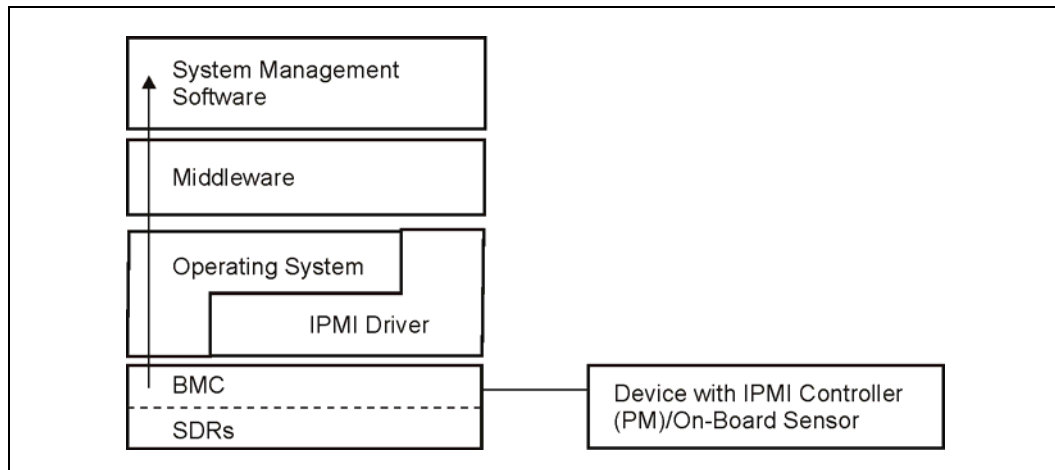 System Management
Software
Middleware
Operating System
IPMI Driver
BMC
SDRs
Device with IPMI Controller
(PM)/On-Board Sensor